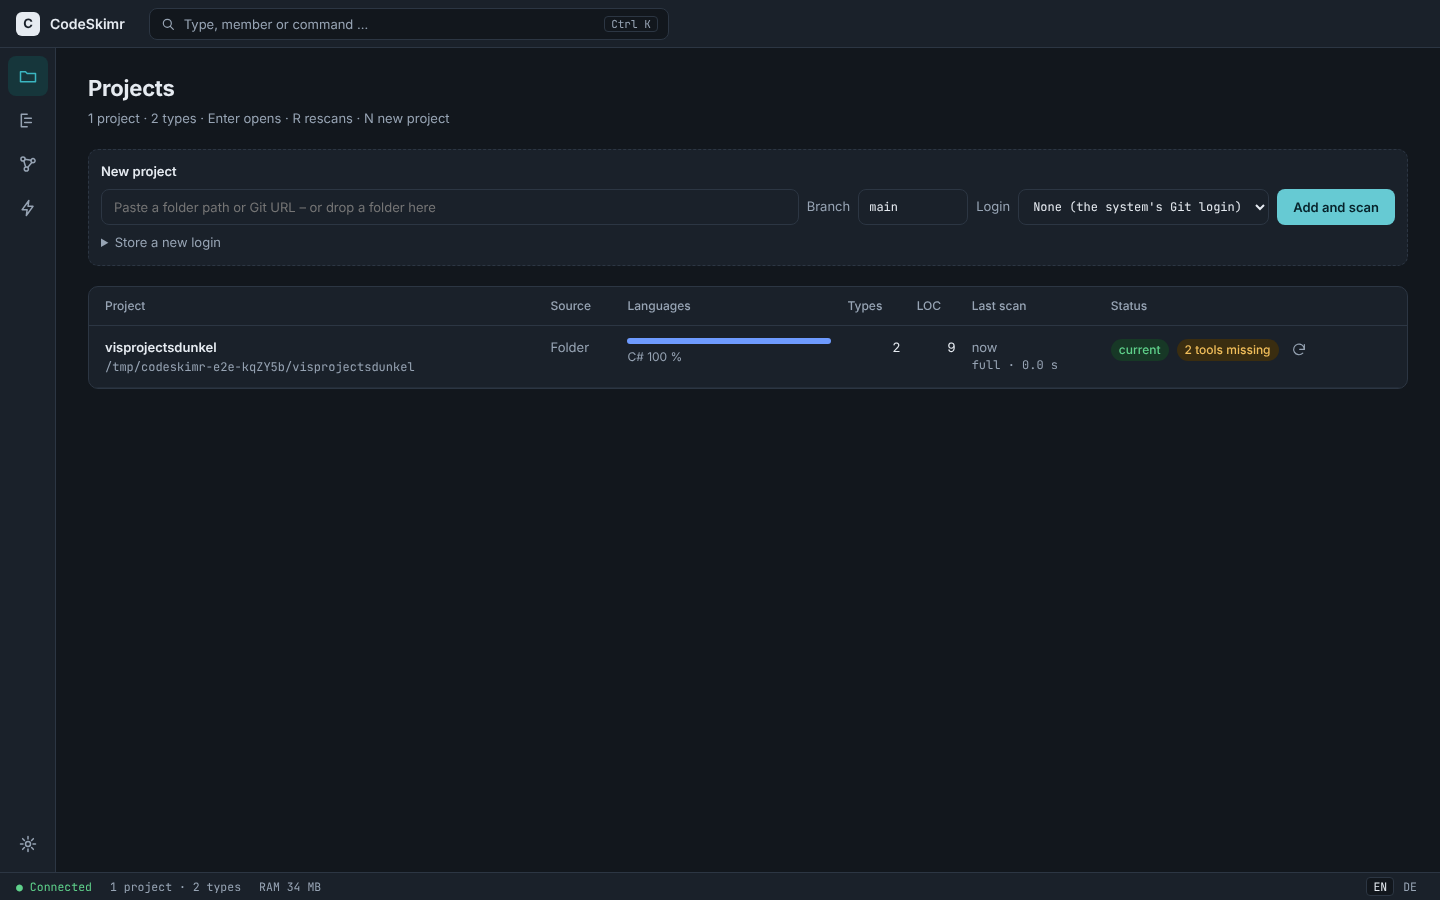 C CodeSkimr Type, member or command ... Ctrl K
Projects
1 project · 2 types · Enter opens · R rescans · N new project
New project
Paste a folder path or Git URL – or drop a folder here Branch main Login None (the system's Git login) Add and scan
Store a new login
Project Source Languages Types LOC Last scan Status
visprojectsdunkel Folder 2 9 now current 2 tools missing
C# 100 %
/tmp/codeskimr-e2e-kqZY5b/visprojectsdunkel full · 0.0 s
Connected 1 project · 2 types RAM 34 MB EN DE